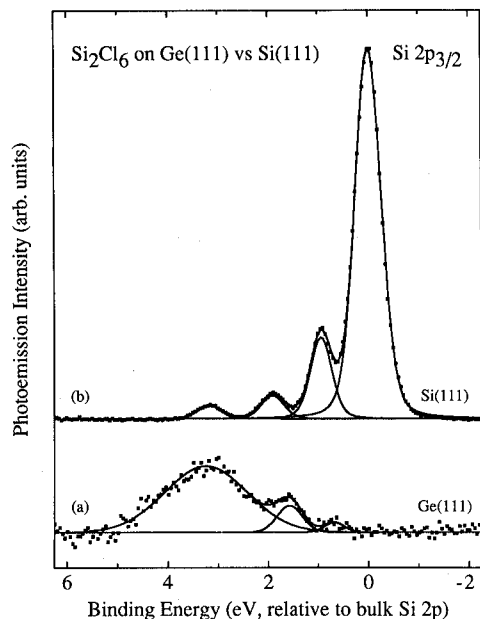 Si2Cl6 on Ge(111) vs Si(111)
Si 2p3/2
Photoemission Intensity (arb. units)
(b)
Si(111)
(a)
Ge(111)
6 4 2 0 -2
Binding Energy (eV, relative to bulk Si 2p)